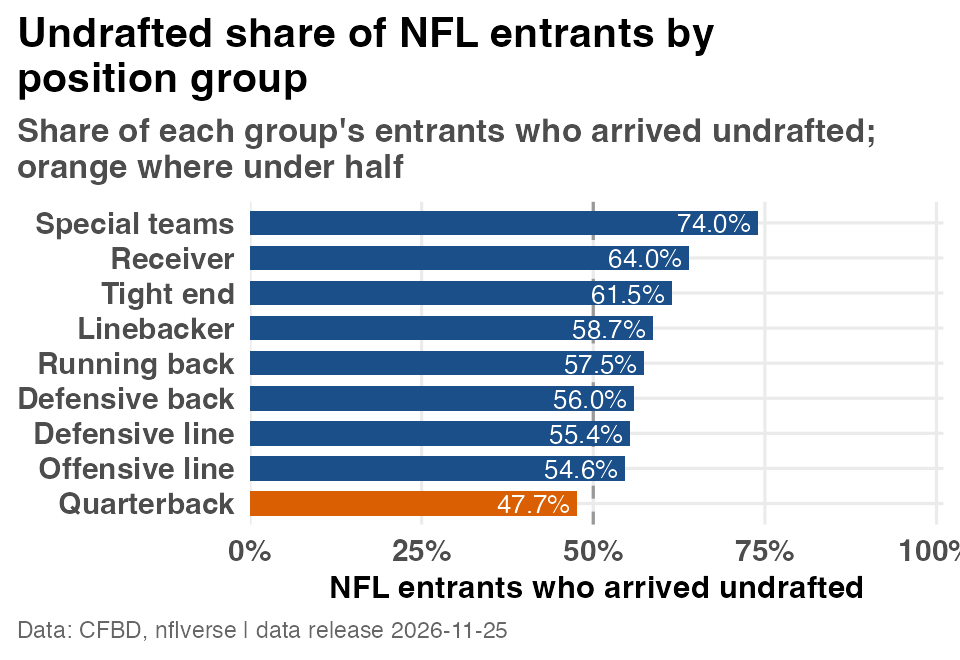 Undrafted share of NFL entrants by
position group
Share of each group's entrants who arrived undrafted;
orange where under half
Special teams 74.0%
Receiver 64.0%
Tight end 61.5%
Linebacker 58.7%
Running back 57.5%
Defensive back 56.0%
Defensive line 55.4%
Offensive line 54.6%
Quarterback 47.7%
0% 25% 50% 75% 100%
NFL entrants who arrived undrafted
Data: CFBD, nflverse | data release 2026-11-25